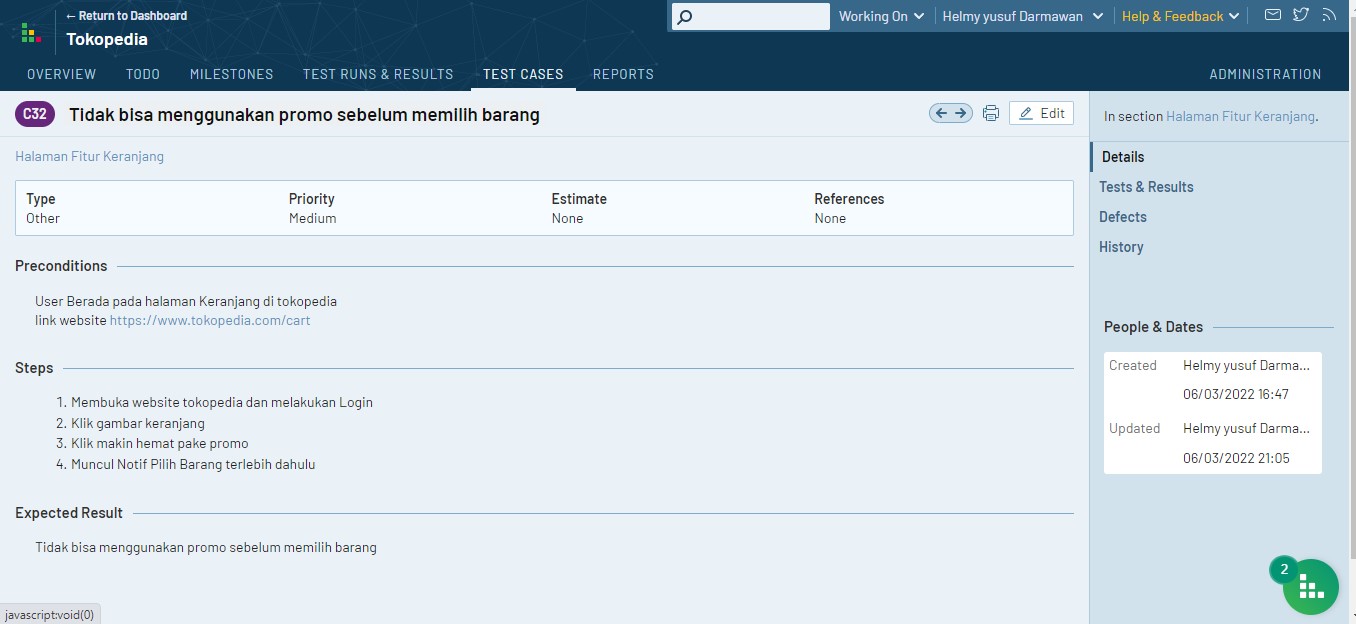 ← Return to Dashboard
Tokopedia
Working On
Helmy yusuf Darmawan
Help & Feedback
OVERVIEW
TODO
MILESTONES
TEST RUNS & RESULTS
TEST CASES
REPORTS
ADMINISTRATION
C32
Tidak bisa menggunakan promo sebelum memilih barang
Edit
In section Halaman Fitur Keranjang.
Halaman Fitur Keranjang
Type
Other
Priority
Medium
Estimate
None
References
None
Preconditions
User Berada pada halaman Keranjang di tokopedia
link website https://www.tokopedia.com/cart
Steps
1. Membuka website tokopedia dan melakukan Login
2. Klik gambar keranjang
3. Klik makin hemat pake promo
4. Muncul Notif Pilih Barang terlebih dahulu
Expected Result
Tidak bisa menggunakan promo sebelum memilih barang
Details
Tests & Results
Defects
History
People & Dates
Created Helmy yusuf Darma...
06/03/2022 16:47
Updated Helmy yusuf Darma...
06/03/2022 21:05
2
javascript:void(0)